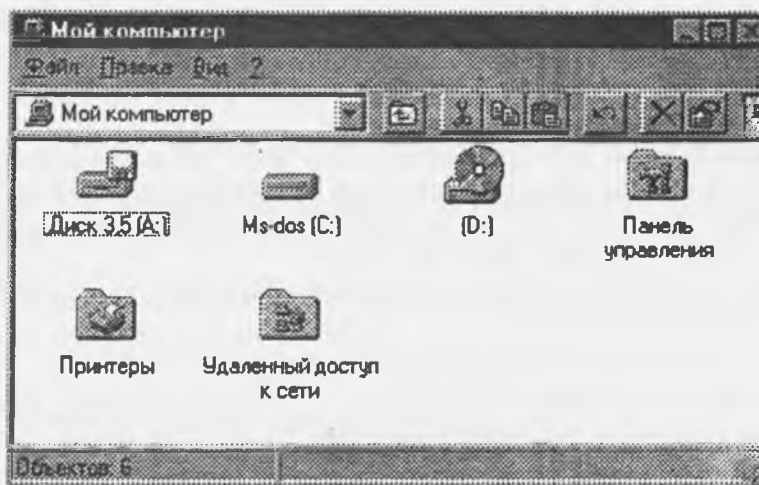 Мой компьютер
Файл Правка Вид ?
Мой компьютер
Диск 3,5 (A:) Ms-dos (C:) (D:) Панель
управления
Принтеры Удаленный доступ
к сети
Объектов: 6